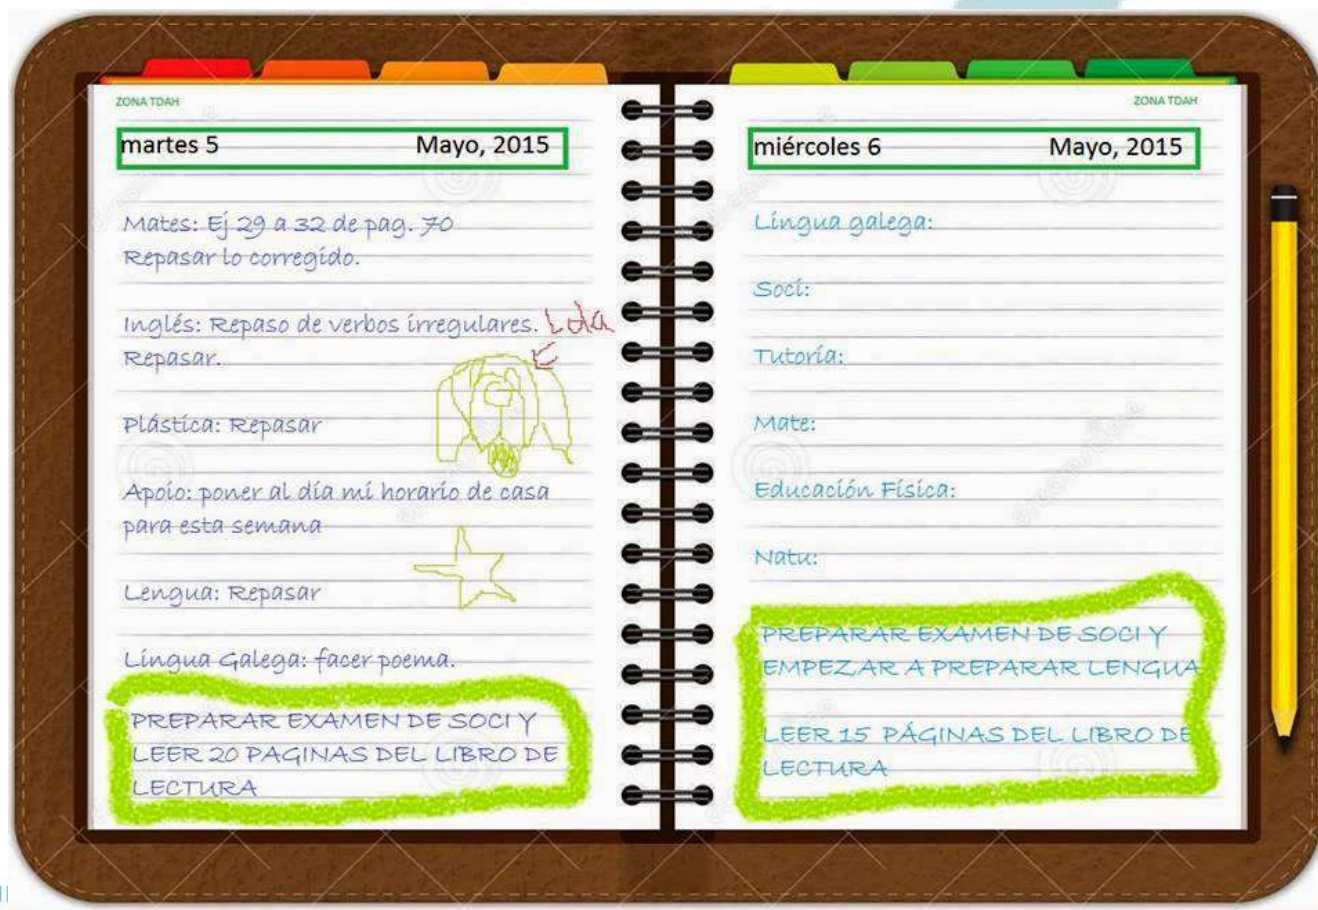 ZONA TDAH
martes 5 Mayo, 2015
Mates: Ej 29 a 32 de pag. 70
Repasar lo corregido.
Inglés: Repaso de verbos irregulares. Lola
Repasar.
Plástica: Repasar
Apoio: poner al día mi horario de casa
para esta semana
Lengua: Repasar
Lingua Galega: facer poema.
PREPARAR EXAMEN DE SOCI Y
LEER 20 PAGINAS DEL LIBRO DE
LECTURA
ZONA TDAH
miércoles 6 Mayo, 2015
Lingua galega:
Soci:
Tutoría:
Mate:
Educación Física:
Natu:
PREPARAR EXAMEN DE SOCI Y
EMPEZAR A PREPARAR LENGUA
LEER 15 PÁGINAS DEL LIBRO DE
LECTURA